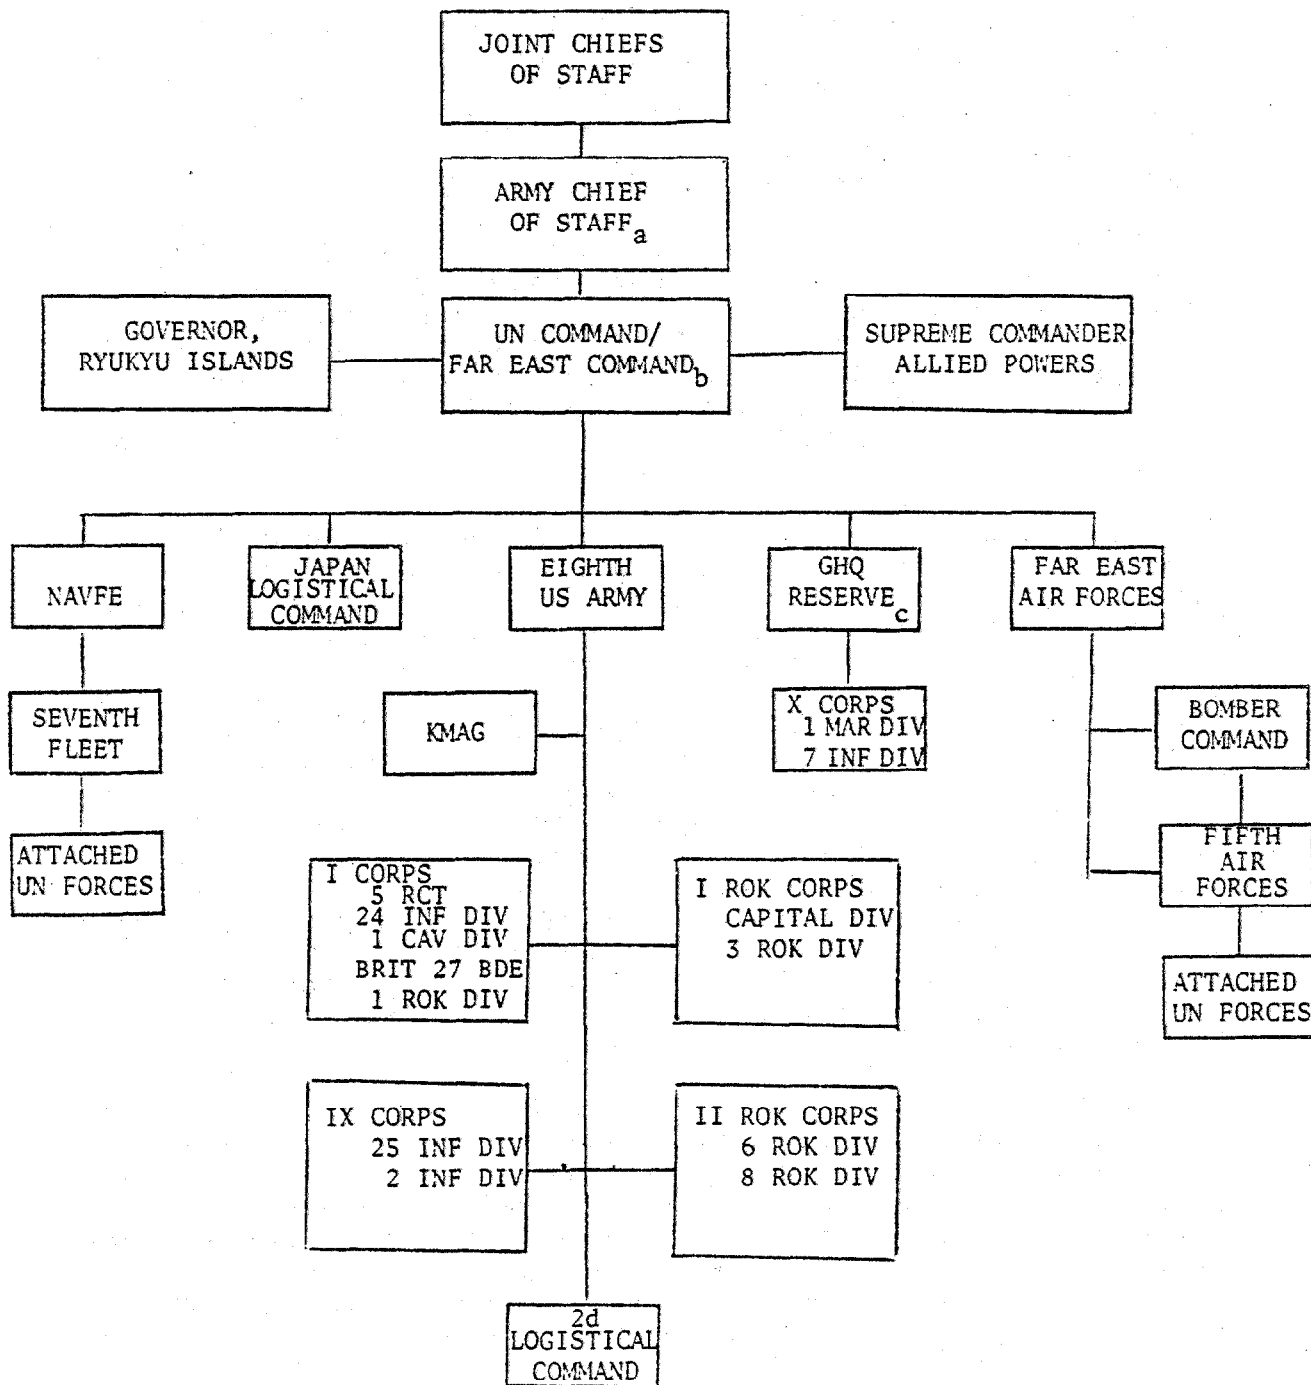 JOINT CHIEFS
OF STAFF
ARMY CHIEF
OF STAFF a
GOVERNOR,
RYUKYU ISLANDS
UN COMMAND/
FAR EAST COMMAND b
SUPREME COMMANDER
ALLIED POWERS
NAVFE
JAPAN
LOGISTICAL
COMMAND
EIGHTH
US ARMY
GHQ
RESERVE c
FAR EAST
AIR FORCES
SEVENTH
FLEET
KMAG
X CORPS
1 MAR DIV
7 INF DIV
BOMBER
COMMAND
ATTACHED
UN FORCES
I CORPS
5 RCT
24 INF DIV
1 CAV DIV
BRIT 27 BDE
1 ROK DIV
I ROK CORPS
CAPITAL DIV
3 ROK DIV
FIFTH
AIR
FORCES
ATTACHED
UN FORCES
IX CORPS
25 INF DIV
2 INF DIV
II ROK CORPS
6 ROK DIV
8 ROK DIV
2d
LOGISTICAL
COMMAND